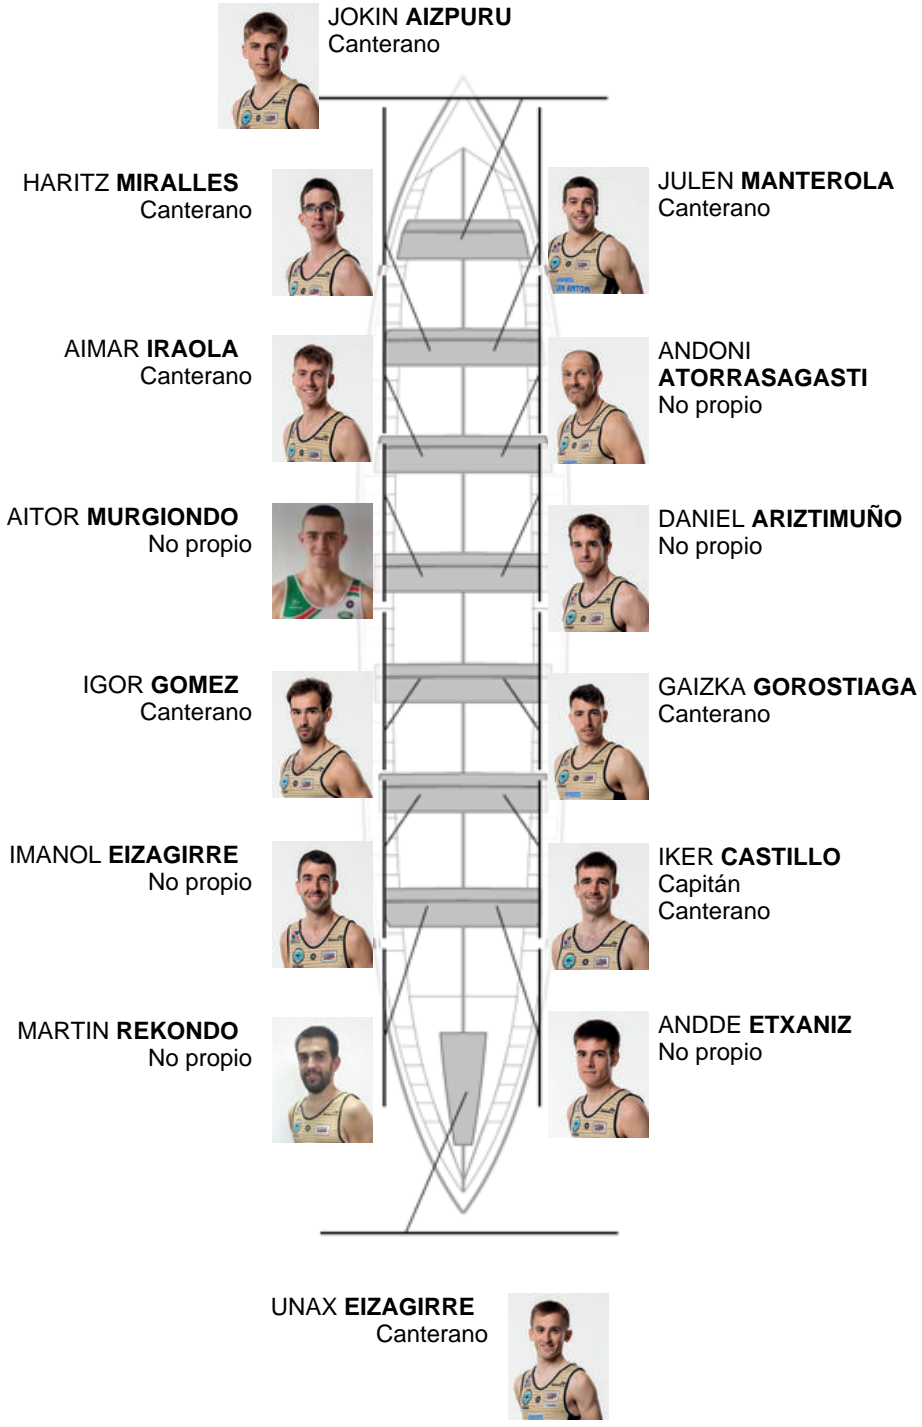 JOKIN AIZPURU
Canterano
HARITZ MIRALLES
Canterano
JULEN MANTEROLA
Canterano
AIMAR IRAOLA
Canterano
ANDONI
ATORRASAGASTI
No propio
AITOR MURGIONDO
No propio
DANIEL ARIZTIMUÑO
No propio
IGOR GOMEZ
Canterano
GAIZKA GOROSTIAGA
Canterano
IMANOL EIZAGIRRE
No propio
IKER CASTILLO
Capitán
Canterano
MARTIN REKONDO
No propio
ANDDE ETXANIZ
No propio
UNAX EIZAGIRRE
Canterano